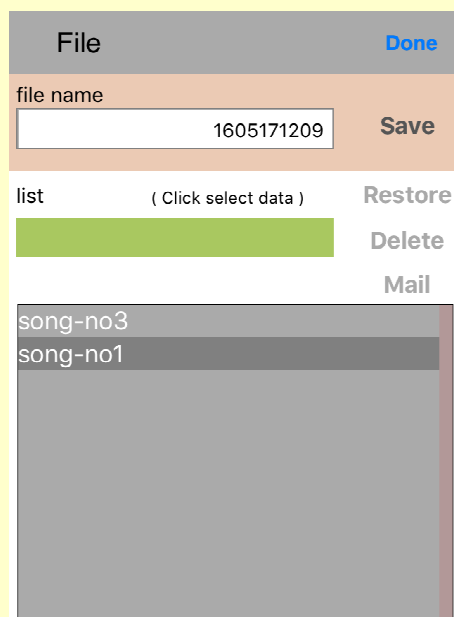 File Done
file name
1605171209 Save
list ( Click select data ) Restore
Delete
Mail
song-no3
song-no1